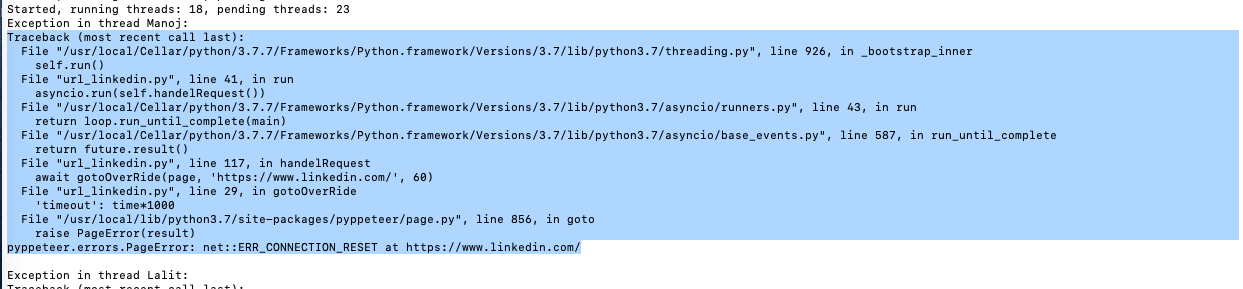 Started, running threads: 18, pending threads: 23
Exception in thread Manoj:
Traceback (most recent call last):
  File "/usr/local/Cellar/python/3.7.7/Frameworks/Python.framework/Versions/3.7/lib/python3.7/threading.py", line 926, in _bootstrap_inner
    self.run()
  File "url_linkedin.py", line 41, in run
    asyncio.run(self.handelRequest())
  File "/usr/local/Cellar/python/3.7.7/Frameworks/Python.framework/Versions/3.7/lib/python3.7/asyncio/runners.py", line 43, in run
    return loop.run_until_complete(main)
  File "/usr/local/Cellar/python/3.7.7/Frameworks/Python.framework/Versions/3.7/lib/python3.7/asyncio/base_events.py", line 587, in run_until_complete
    return future.result()
  File "url_linkedin.py", line 117, in handelRequest
    await gotoOverRide(page, 'https://www.linkedin.com/', 60)
  File "url_linkedin.py", line 29, in gotoOverRide
    'timeout': time*1000
  File "/usr/local/lib/python3.7/site-packages/pyppeteer/page.py", line 856, in goto
    raise PageError(result)
pyppeteer.errors.PageError: net::ERR_CONNECTION_RESET at https://www.linkedin.com/
Exception in thread Lalit:
Traceback (most recent call last):